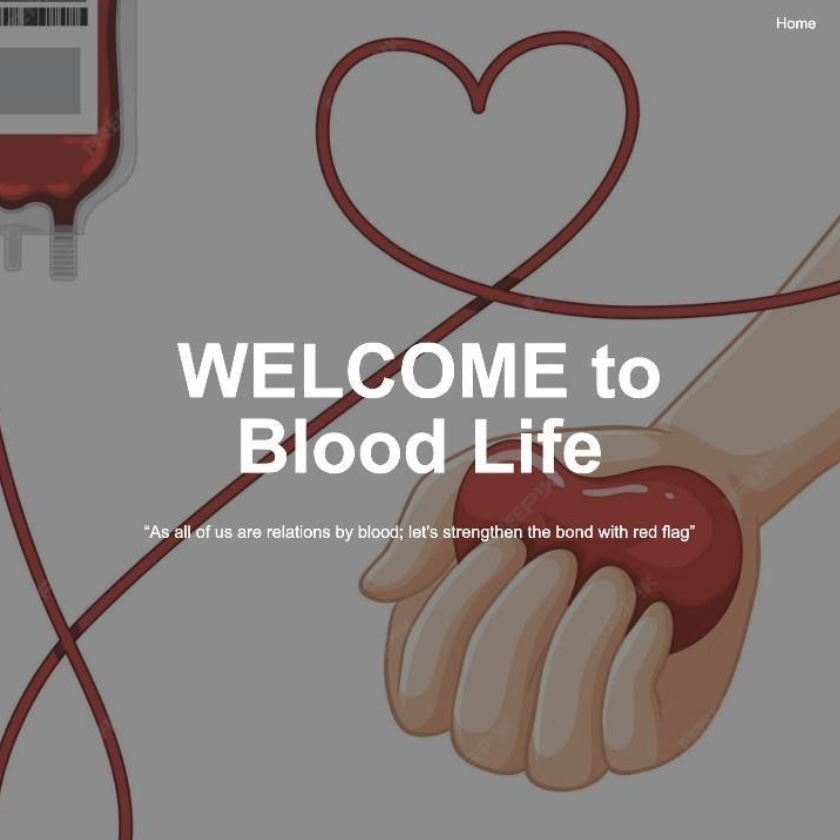 Home
WELCOME to
Blood Life
“As all of us are relations by blood; let's strengthen the bond with red flag”